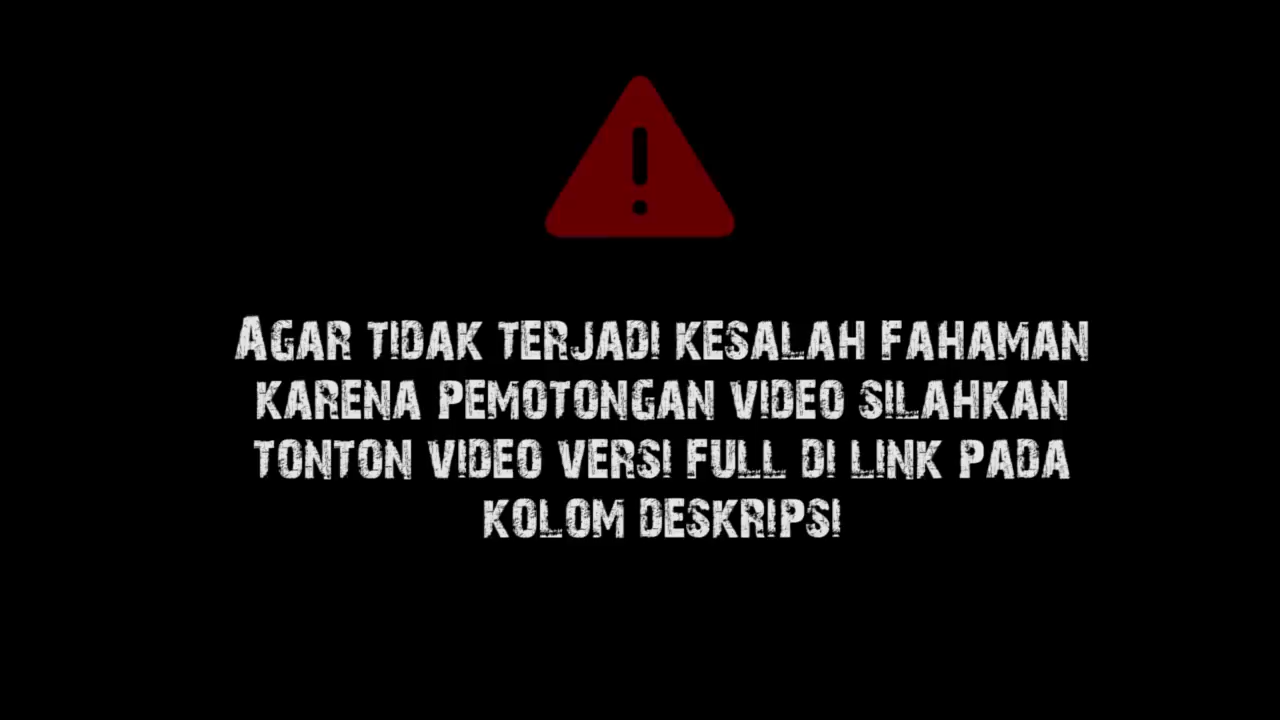 AGAR TIDAK TERJADI KESALAH FAHAMAN
KARENA PEMOTONGAN VIDEO SILAHKAN
TONTON VIDEO VERSI FULL DI LINK PADA
KOLOM DESKRIPSI